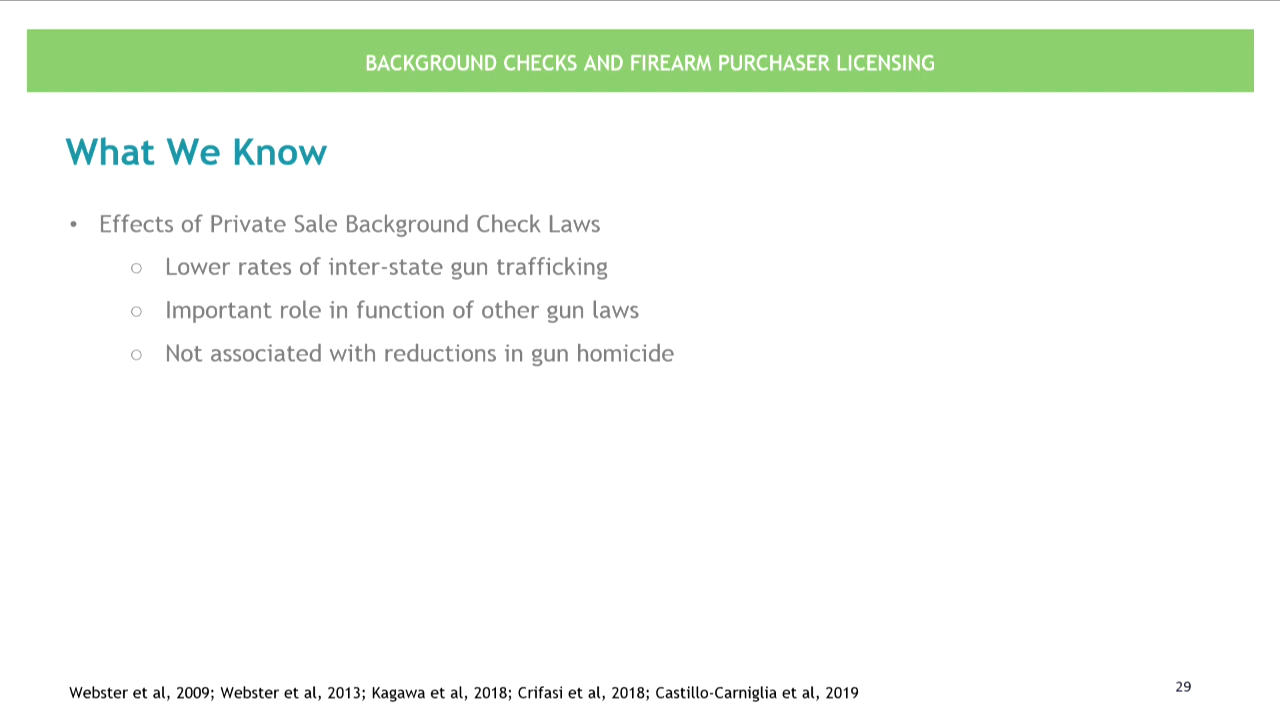 BACKGROUND CHECKS AND FIREARM PURCHASER LICENSING
What We Know
• Effects of Private Sale Background Check Laws
○ Lower rates of inter-state gun trafficking
○ Important role in function of other gun laws
○ Not associated with reductions in gun homicide
Webster et al, 2009; Webster et al, 2013; Kagawa et al, 2018; Crifasi et al, 2018; Castillo-Carniglia et al, 2019
29